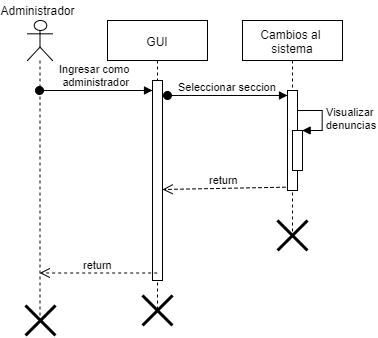 Administrador
GUI
Cambios al
sistema
Ingresar como
administrador
Seleccionar seccion
Visualizar
denuncias
return
return